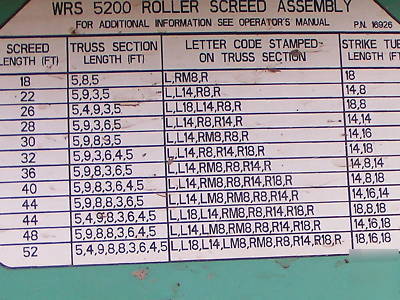 WRS 5200 ROLLER SCREED ASSEMBLY
FOR ADDITIONAL INFORMATION SEE OPERATOR'S MANUAL P.N. 16926
SCREED LENGTH (FT) TRUSS SECTION LENGTH (FT) LETTER CODE STAMPED ON TRUSS SECTION STRIKE TUBE LENGTH (FT)
18 5,8,5 L,RM8,R 18
22 5,9,3,5 L,L14,R8,R 14,8
26 5,4,9,3,5 L,L18,L14,R8,R 18,8
28 5,9,3,6,5 L,L14,R8,R14,R 14,14
30 5,9,8,3,5 L,L14,RM8,R8,R 14,16
32 5,9,3,6,4,5 L,L14,R8,R14,R18,R 14,18
36 5,9,8,3,6,5 L,L14,RM8,R8,R14,R 14,8,14
40 5,9,8,3,6,4,5 L,L14,RM8,R8,R14,R18,R 14,8,18
44 5,9,8,8,3,6,5 L,L14,LM8,RM8,R8,R14,R 14,16,14
44 5,4,9,8,3,6,4,5 L,L18,L14,RM8,R8,R14,R18,R 18,8,18
48 5,9,8,8,3,6,4,5 L,L14,LM8,RM8,R8,R14,R18,R 14,16,18
52 5,4,9,8,8,3,6,4,5 L,L18,L14,LM8,RM8,R8,R14,R18,R 18,16,18